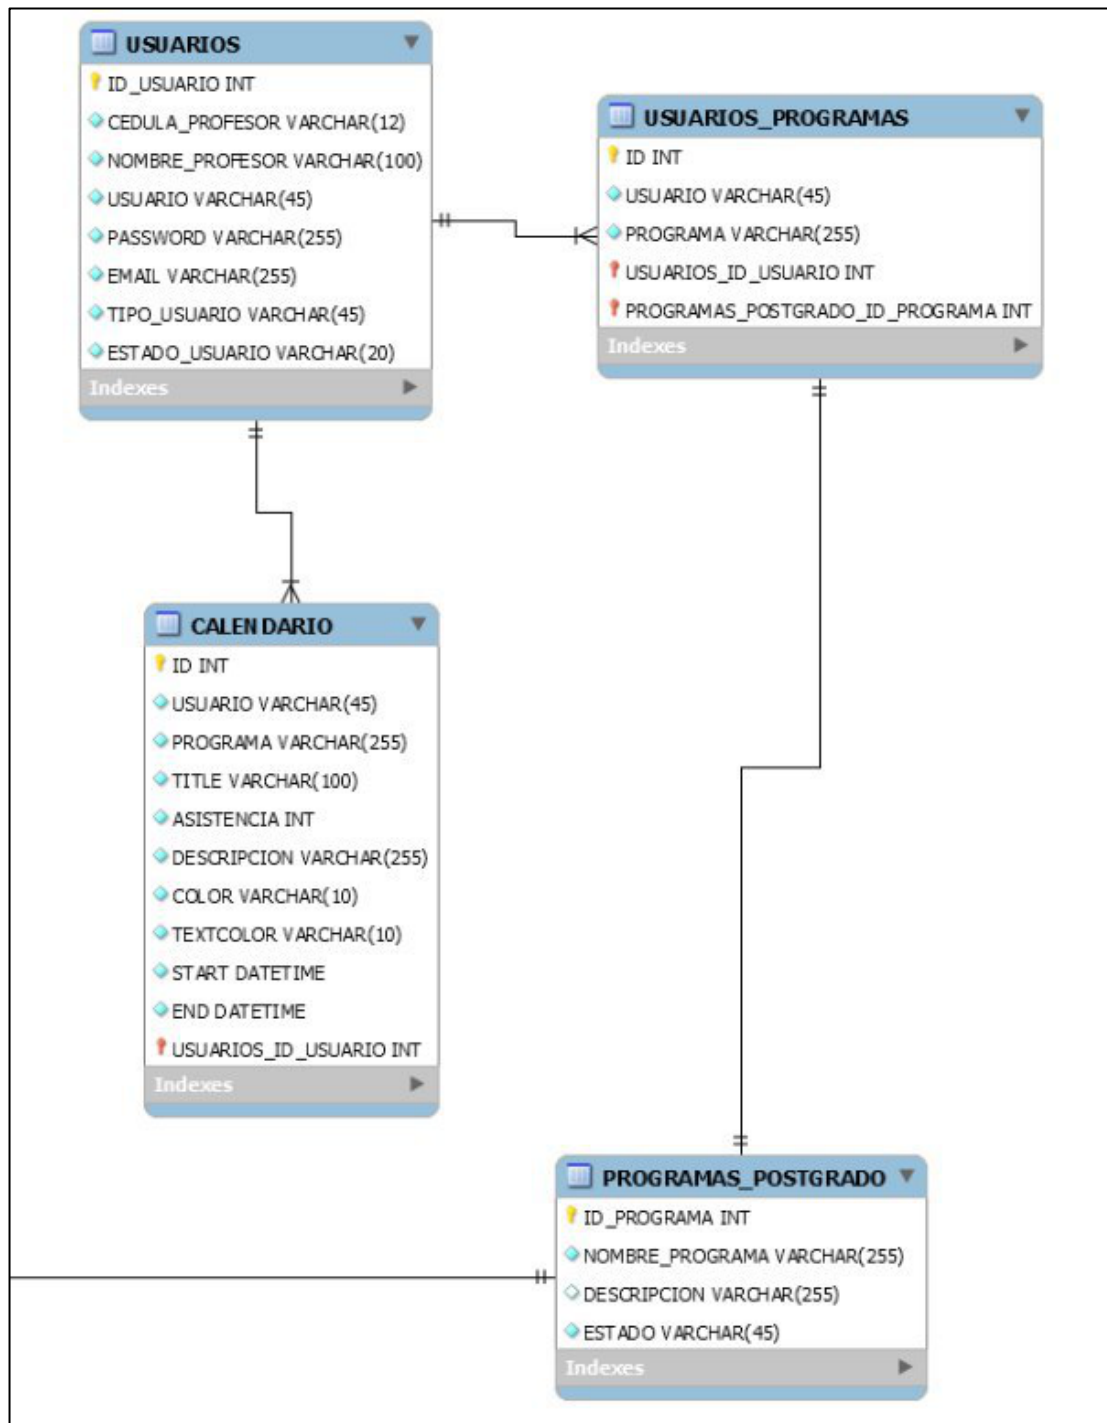 USUARIOS
ID_USUARIO INT
CEDULA_PROFESOR VARCHAR(12)
NOMBRE_PROFESOR VARCHAR(100)
USUARIO VARCHAR(45)
PASSWORD VARCHAR(255)
EMAIL VARCHAR(255)
TIPO_USUARIO VARCHAR(45)
ESTADO_USUARIO VARCHAR(20)
Indexes
USUARIOS_PROGRAMAS
ID INT
USUARIO VARCHAR(45)
PROGRAMA VARCHAR(255)
USUARIOS_ID_USUARIO INT
PROGRAMAS_POSTGRADO_ID_PROGRAMA INT
Indexes
CALENDARIO
ID INT
USUARIO VARCHAR(45)
PROGRAMA VARCHAR(255)
TITLE VARCHAR(100)
ASISTENCIA INT
DESCRIPCION VARCHAR(255)
COLOR VARCHAR(10)
TEXTCOLOR VARCHAR(10)
START DATETIME
END DATETIME
USUARIOS_ID_USUARIO INT
Indexes
PROGRAMAS_POSTGRADO
ID_PROGRAMA INT
NOMBRE_PROGRAMA VARCHAR(255)
DESCRIPCION VARCHAR(255)
ESTADO VARCHAR(45)
Indexes